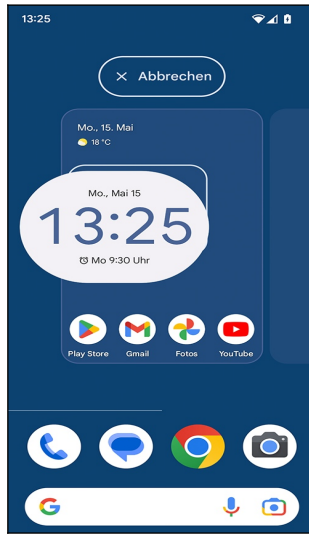 13:25
× Abbrechen
Mo., 15. Mai
18 °C
Mo., Mai 15
13:25
Mo 9:30 Uhr
Play Store Gmail Fotos YouTube
G